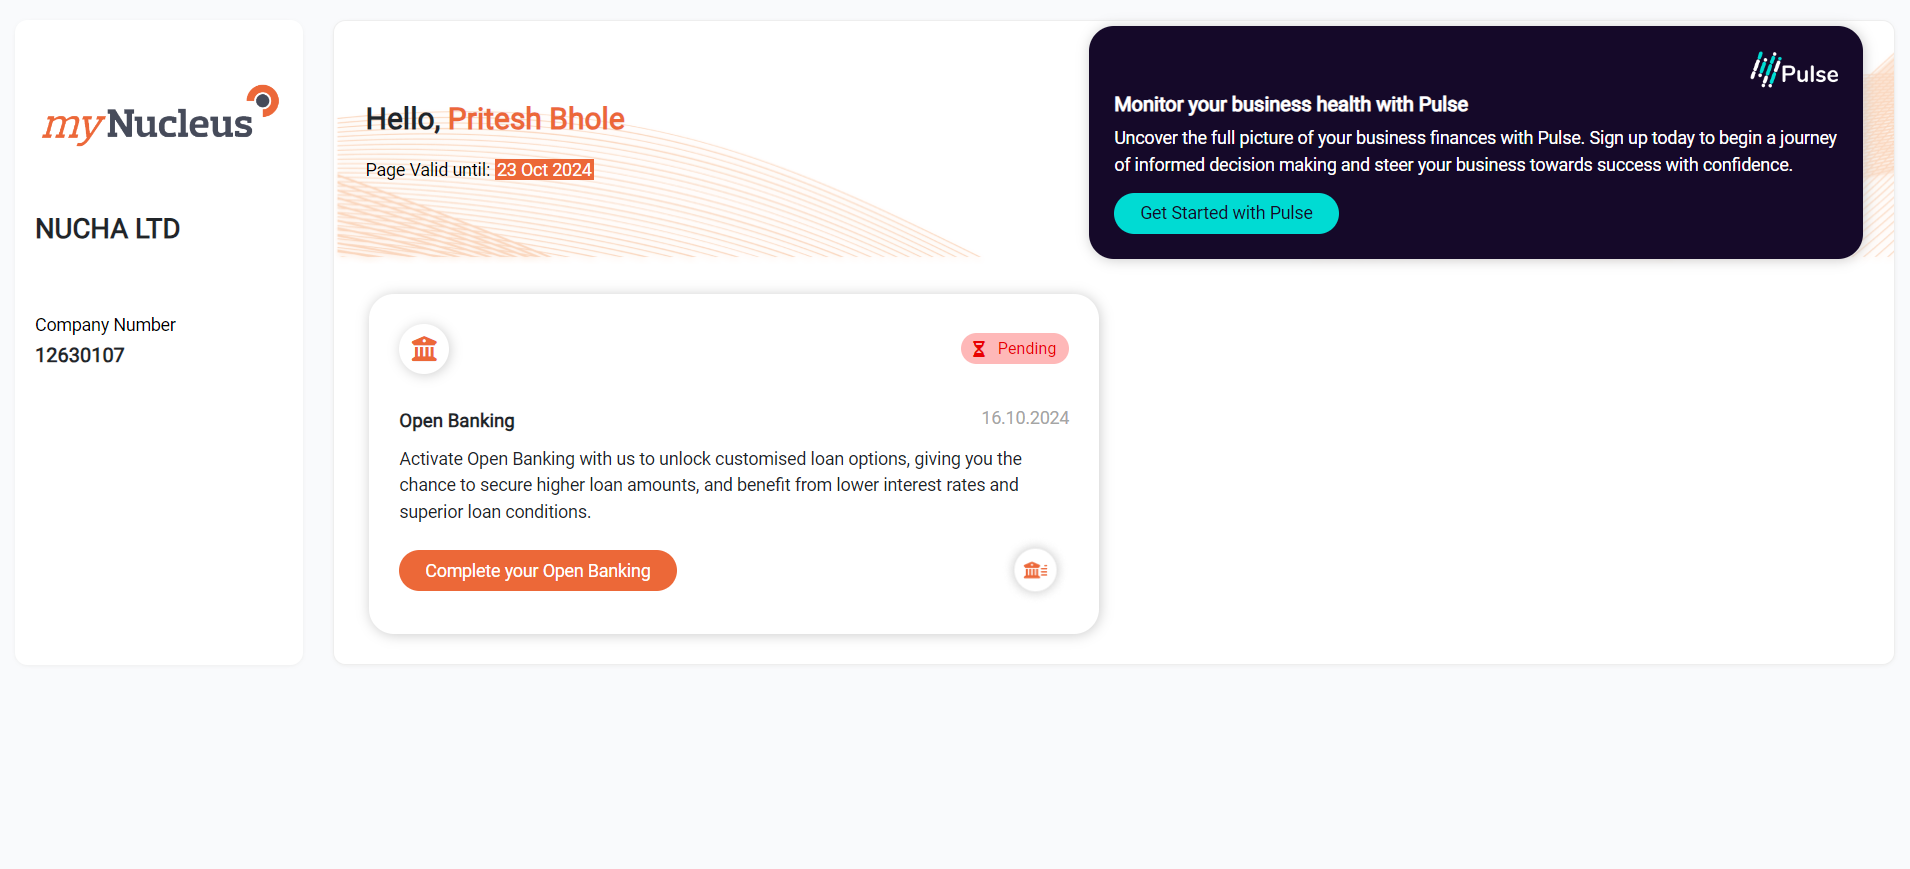 myNucleus
NUCHA LTD
Company Number
12630107
Hello, Pritesh Bhole
Page Valid until: 23 Oct 2024
Pulse
Monitor your business health with Pulse
Uncover the full picture of your business finances with Pulse. Sign up today to begin a journey
of informed decision making and steer your business towards success with confidence.
Get Started with Pulse
Pending
Open Banking
16.10.2024
Activate Open Banking with us to unlock customised loan options, giving you the
chance to secure higher loan amounts, and benefit from lower interest rates and
superior loan conditions.
Complete your Open Banking